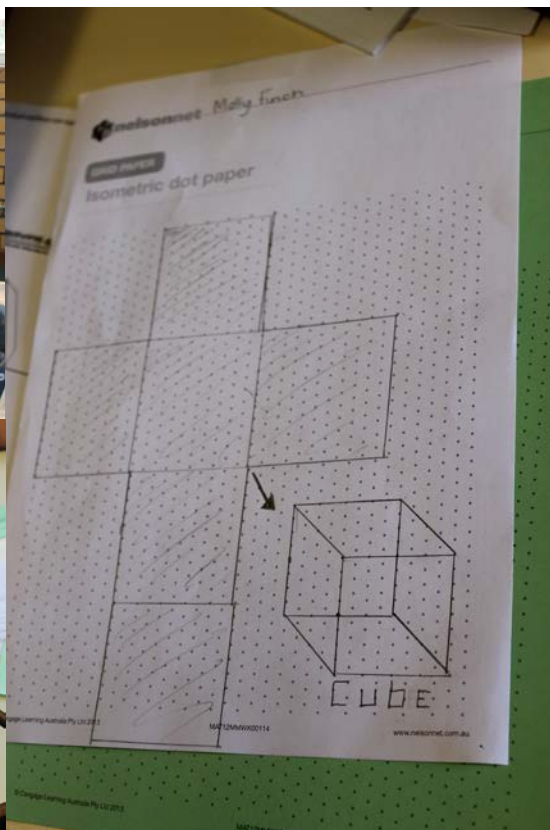 nelsonnet Molly Finch
GRID PAPER
Isometric dot paper
CUbE
MAT12MMWK00114
www.nelsonnet.com.au
© Cengage Learning Australia Pty Ltd 2013